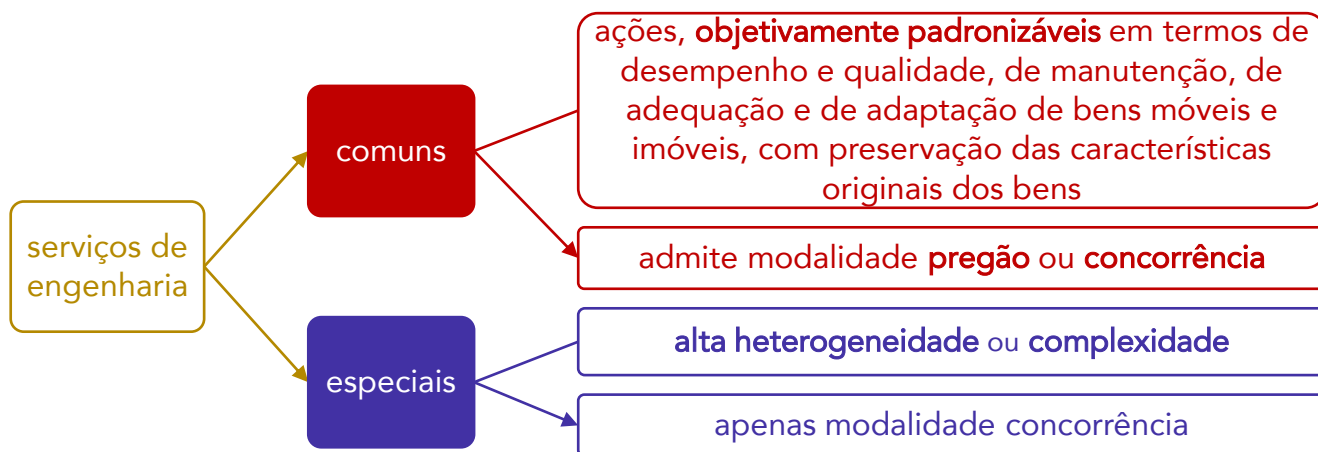 serviços de
engenharia
comuns
ações, objetivamente padronizáveis em termos de
desempenho e qualidade, de manutenção, de
adequação e de adaptação de bens móveis e
imóveis, com preservação das características
originais dos bens
admite modalidade pregão ou concorrência
especiais
alta heterogeneidade ou complexidade
apenas modalidade concorrência